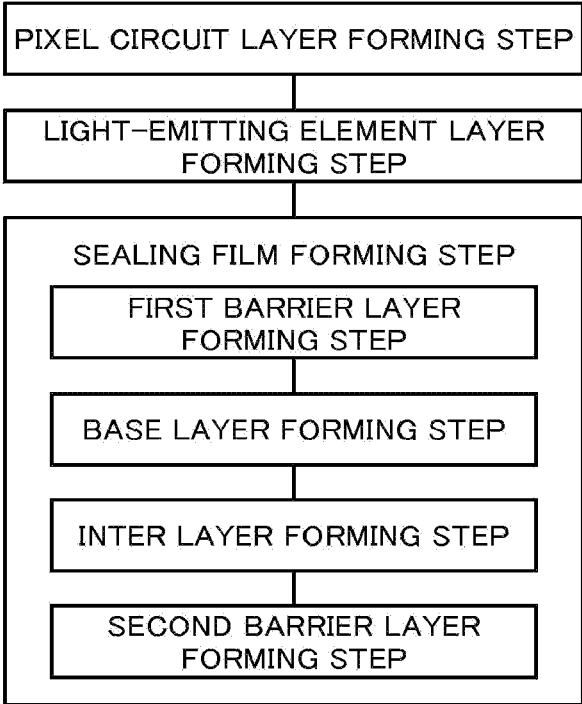 PIXEL CIRCUIT LAYER FORMING STEP
LIGHT-EMITTING ELEMENT LAYER
FORMING STEP
SEALING FILM FORMING STEP
FIRST BARRIER LAYER
FORMING STEP
BASE LAYER FORMING STEP
INTER LAYER FORMING STEP
SECOND BARRIER LAYER
FORMING STEP